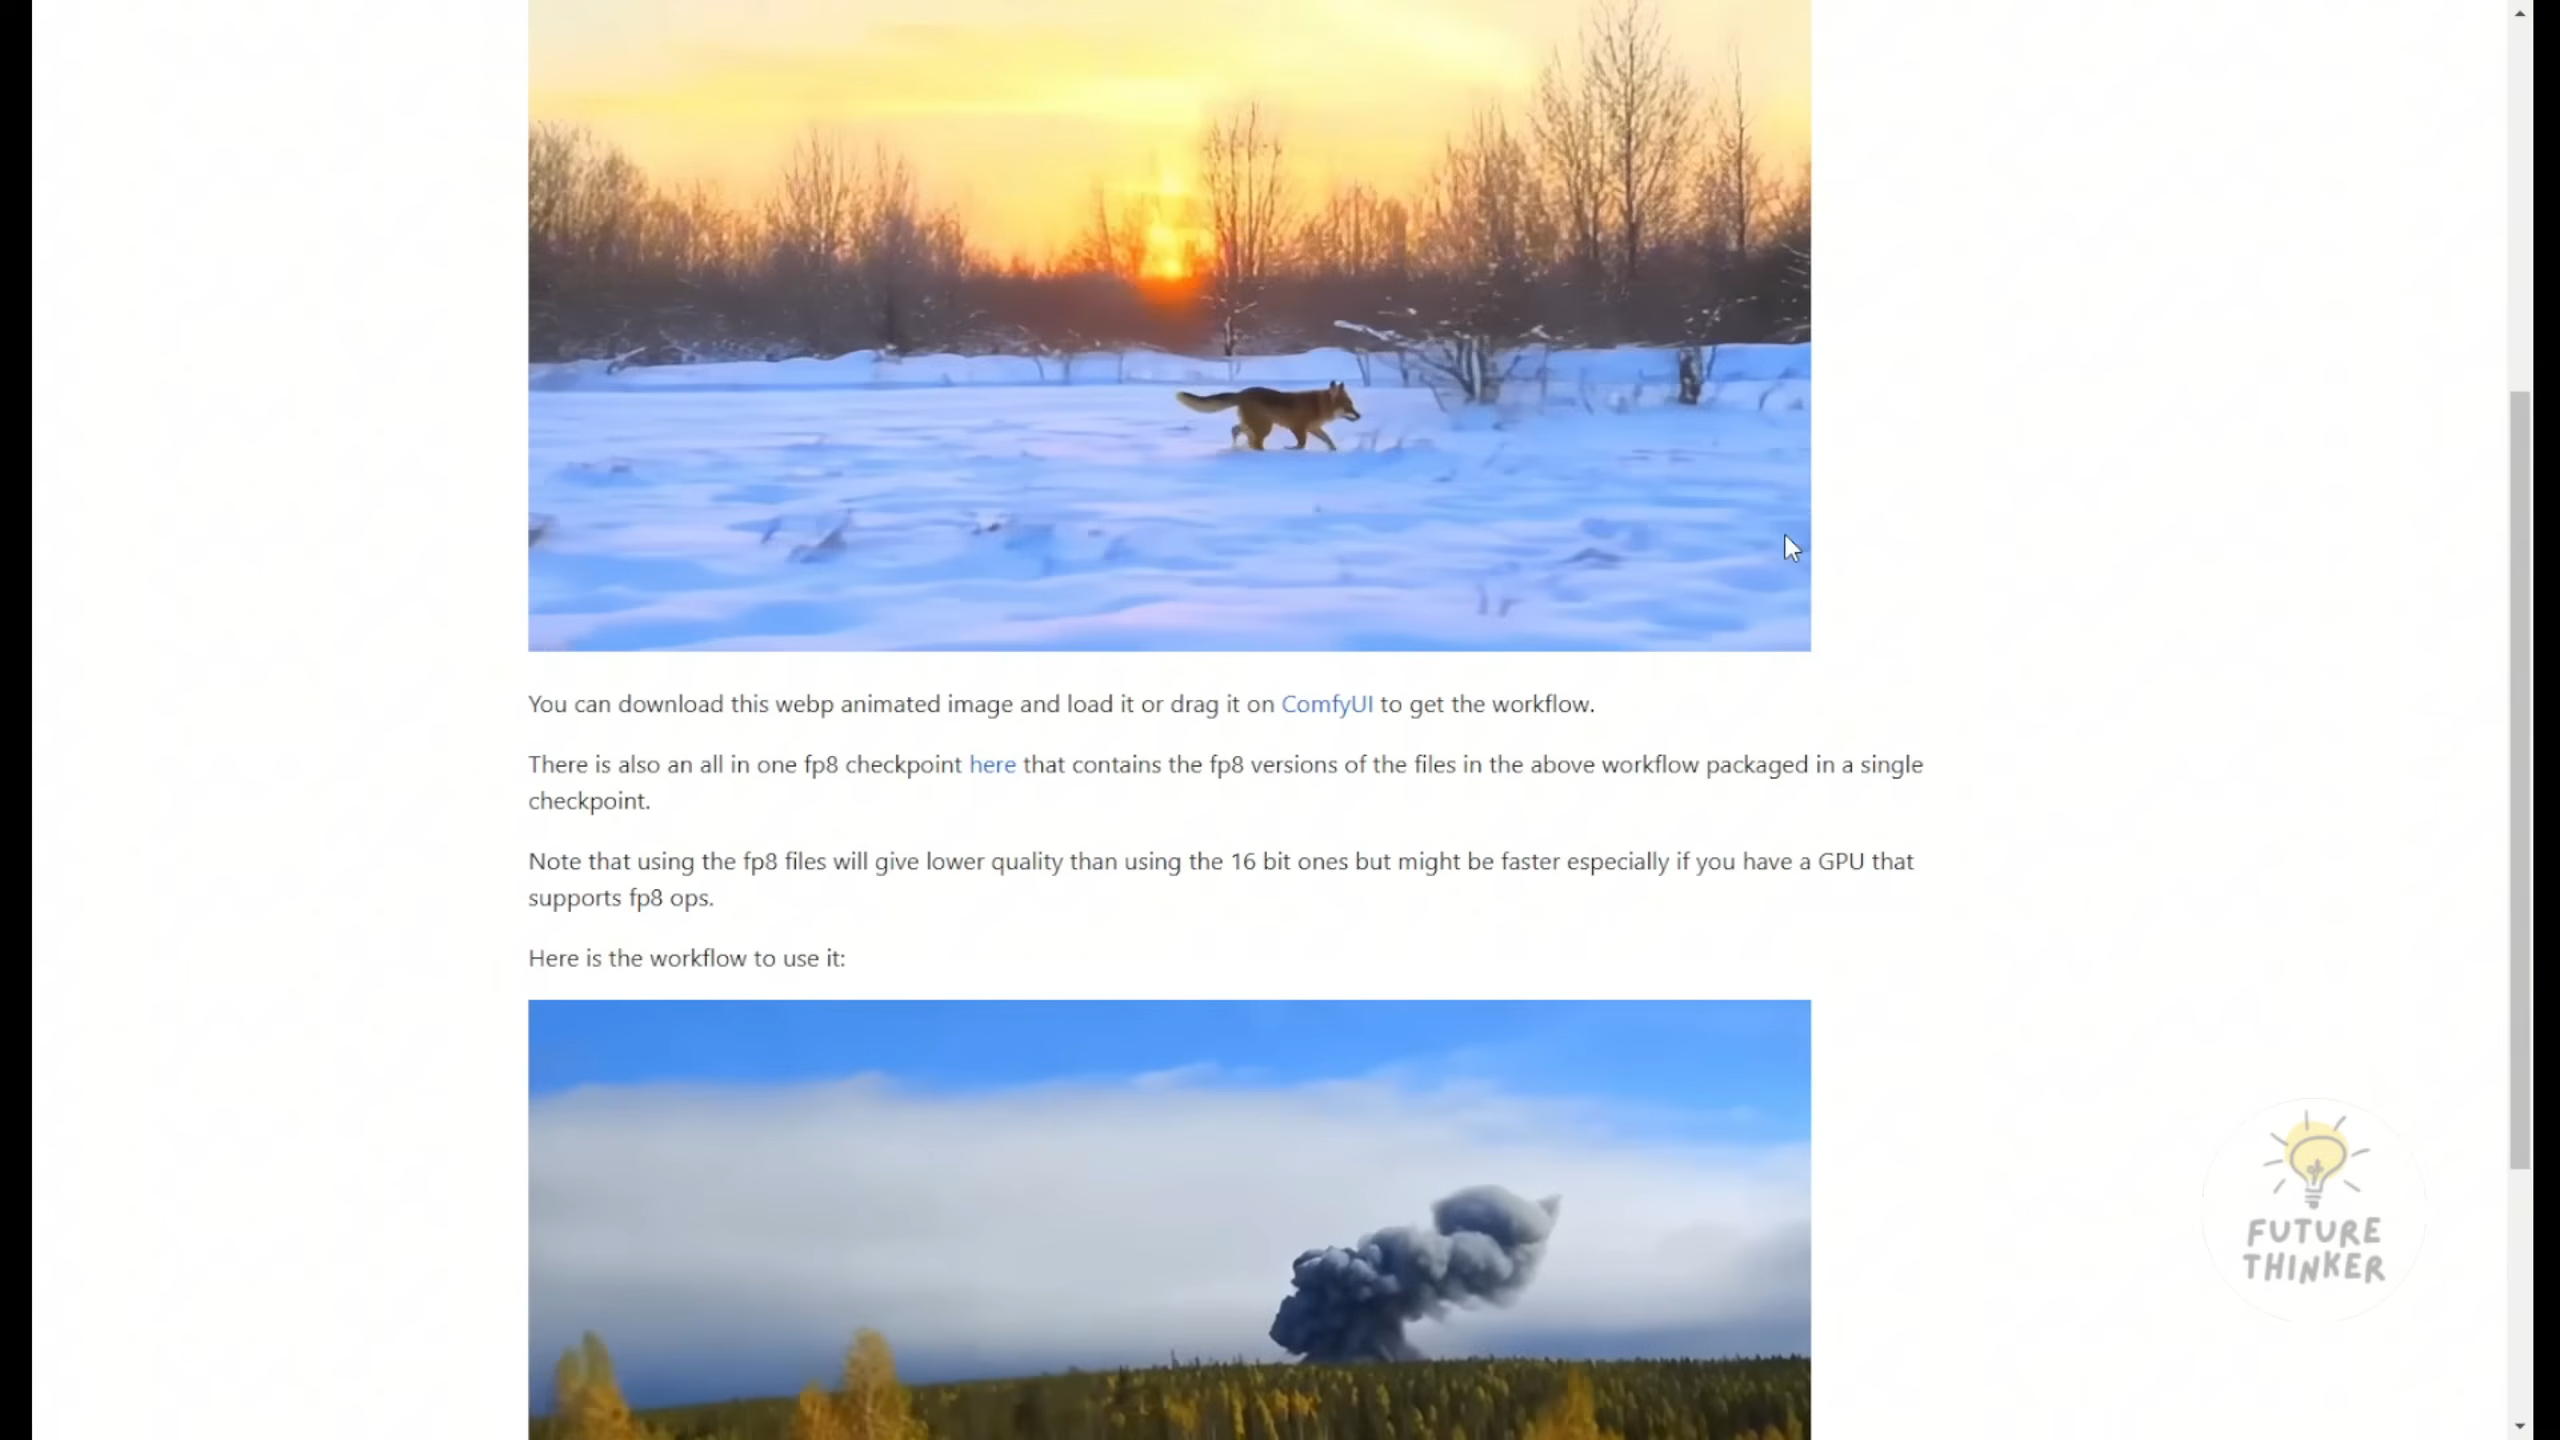 You can download this webp animated image and load it or drag it on ComfyUI to get the workflow.
There is also an all in one fp8 checkpoint here that contains the fp8 versions of the files in the above workflow packaged in a single
checkpoint.
Note that using the fp8 files will give lower quality than using the 16 bit ones but might be faster especially if you have a GPU that
supports fp8 ops.
Here is the workflow to use it:
FUTURE
THINKER